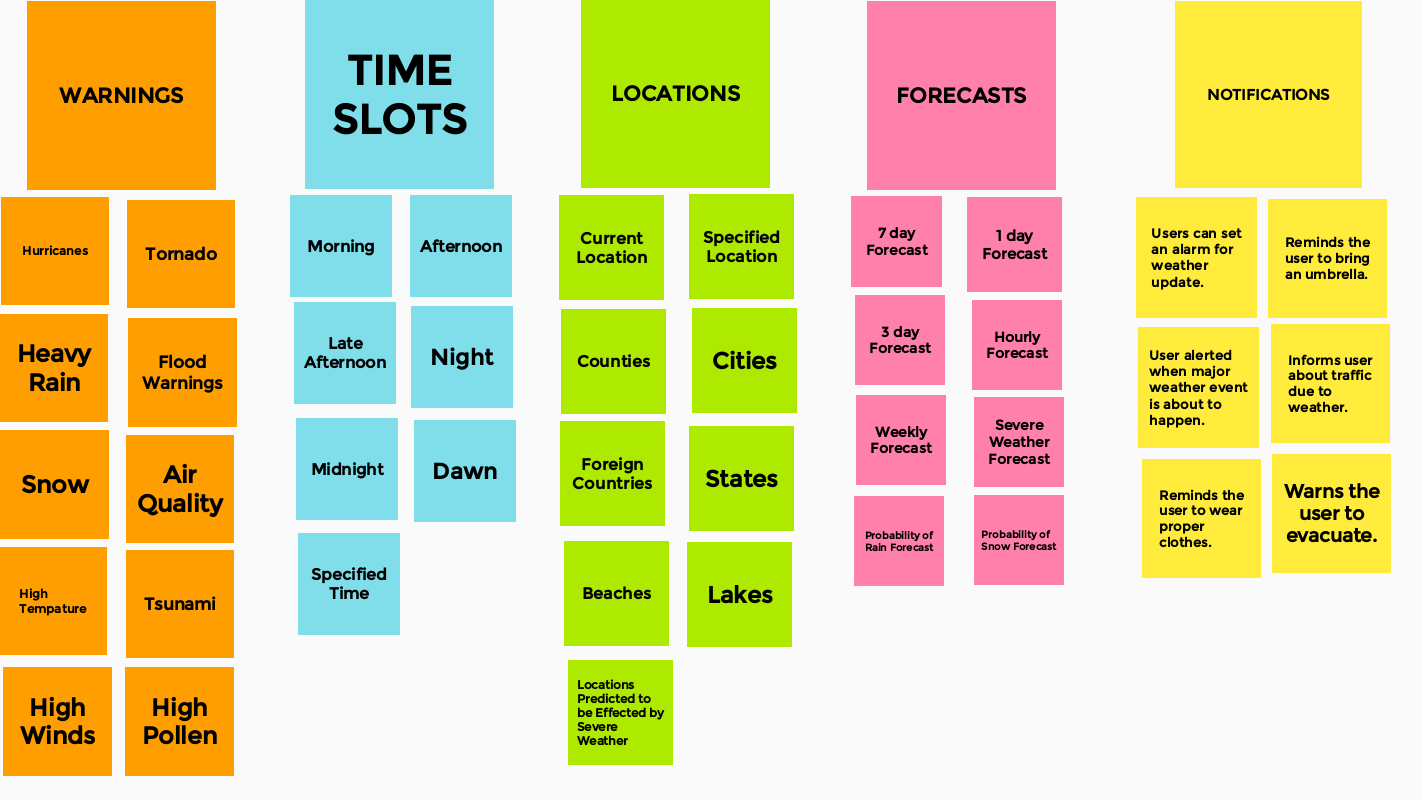 WARNINGS
TIME
SLOTS
LOCATIONS
FORECASTS
NOTIFICATIONS
Hurricanes
Tornado
Heavy
Rain
Flood
Warnings
Snow
Air
Quality
High
Tempature
Tsunami
High
Winds
High
Pollen
Morning
Afternoon
Late
Afternoon
Night
Midnight
Dawn
Specified
Time
Current
Location
Specified
Location
Counties
Cities
Foreign
Countries
States
Beaches
Lakes
Locations
Predicted to
be Effected by
Severe
Weather
7 day
Forecast
1 day
Forecast
3 day
Forecast
Hourly
Forecast
Weekly
Forecast
Severe
Weather
Forecast
Probability of
Rain Forecast
Probability of
Snow Forecast
Users can set
an alarm for
weather
update.
Reminds the
user to bring
an umbrella.
User alerted
when major
weather event
is about to
happen.
Informs user
about traffic
due to
weather.
Reminds the
user to wear
proper
clothes.
Warns the
user to
evacuate.